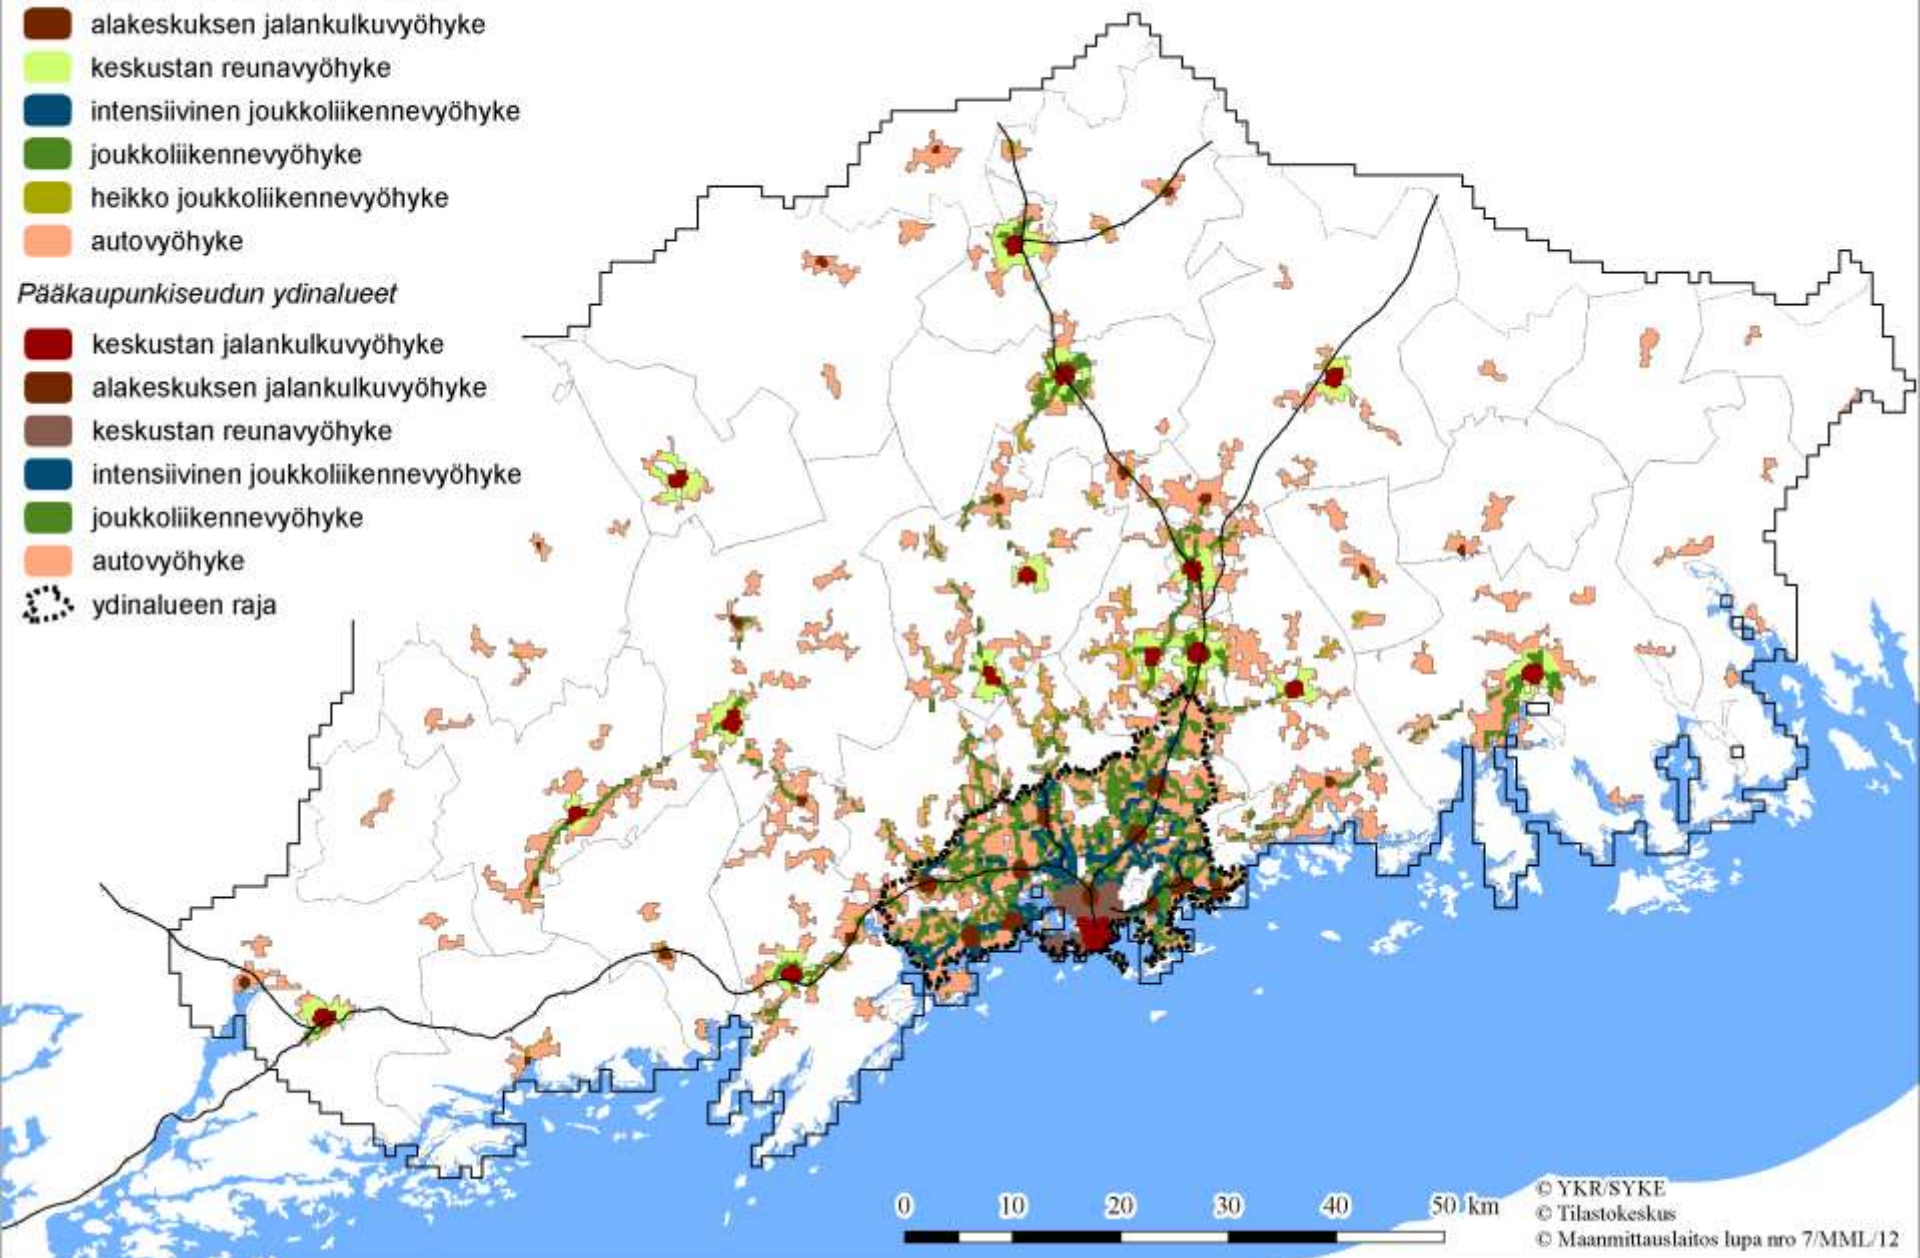 alakeskuksen jalankulkuvyöhyke
keskustan reunavyöhyke
intensiivinen joukkoliikennevyöhyke
joukkoliikennevyöhyke
heikko joukkoliikennevyöhyke
autovyöhyke
Pääkaupunkiseudun ydinalueet
keskustan jalankulkuvyöhyke
alakeskuksen jalankulkuvyöhyke
keskustan reunavyöhyke
intensiivinen joukkoliikennevyöhyke
joukkoliikennevyöhyke
autovyöhyke
ydinalueen raja
0 10 20 30 40 50 km
© YKR/SYKE
© Tilastokeskus
© Maanmittauslaitos lupa nro 7/MML/12